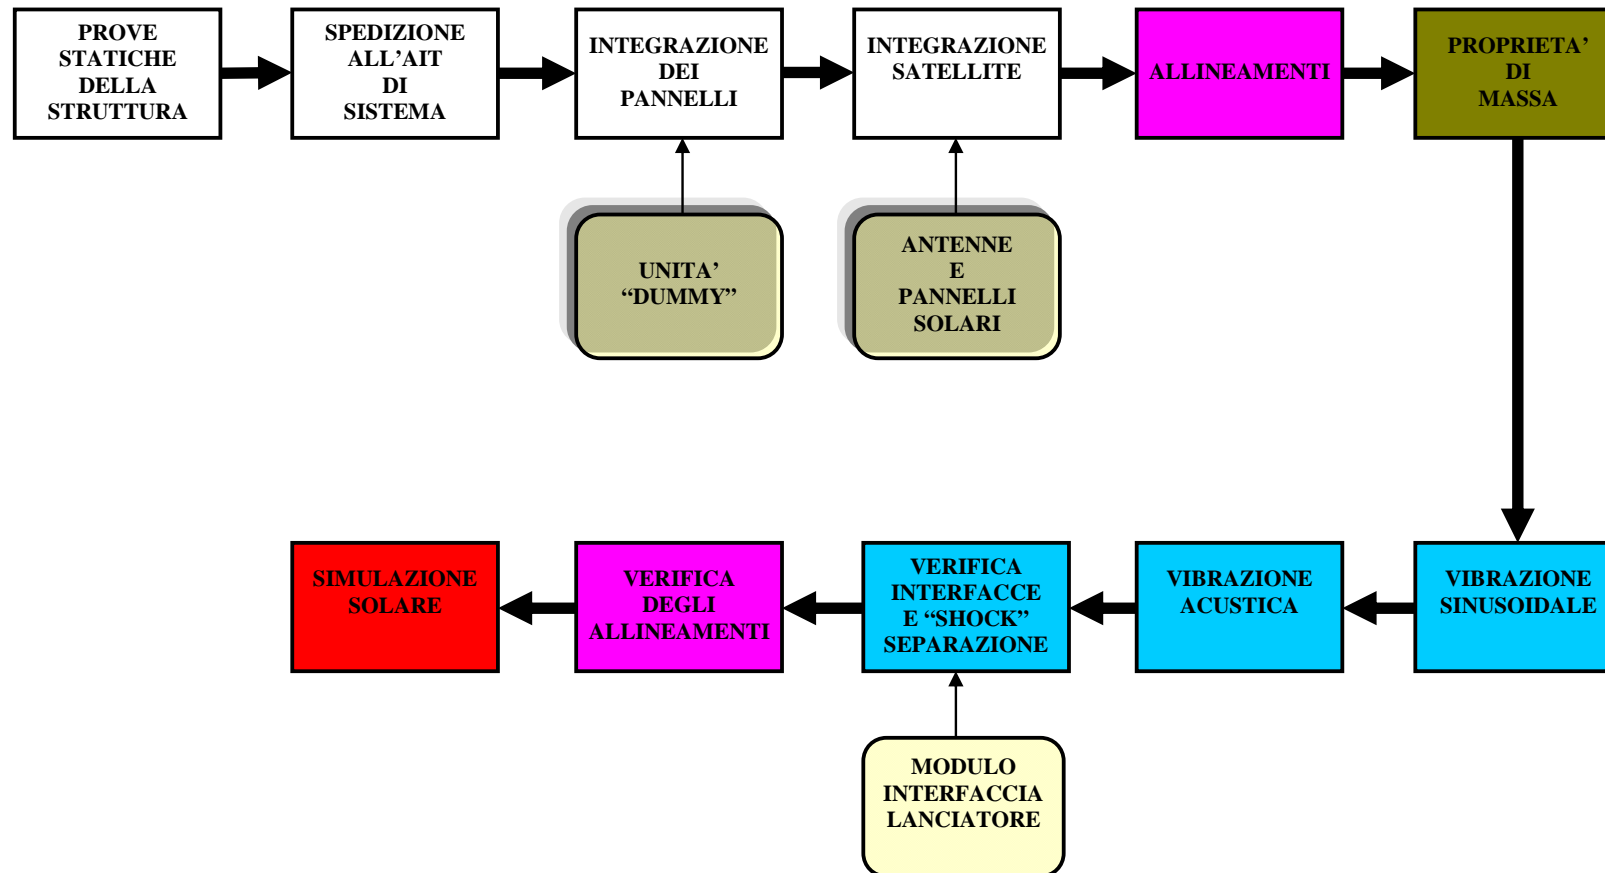 PROVE
STATICHE
DELLA
STRUTTURA
SPEDIZIONE
ALL’AIT
DI
SISTEMA
INTEGRAZIONE
DEI
PANNELLI
INTEGRAZIONE
SATELLITE
ALLINEAMENTI
PROPRIETA’
DI
MASSA
UNITA’
“DUMMY”
ANTENNE
E
PANNELLI
SOLARI
SIMULAZIONE
SOLARE
VERIFICA
DEGLI
ALLINEAMENTI
VERIFICA
INTERFACCE
E “SHOCK”
SEPARAZIONE
VIBRAZIONE
ACUSTICA
VIBRAZIONE
SINUSOIDALE
MODULO
INTERFACCIA
LANCIATORE